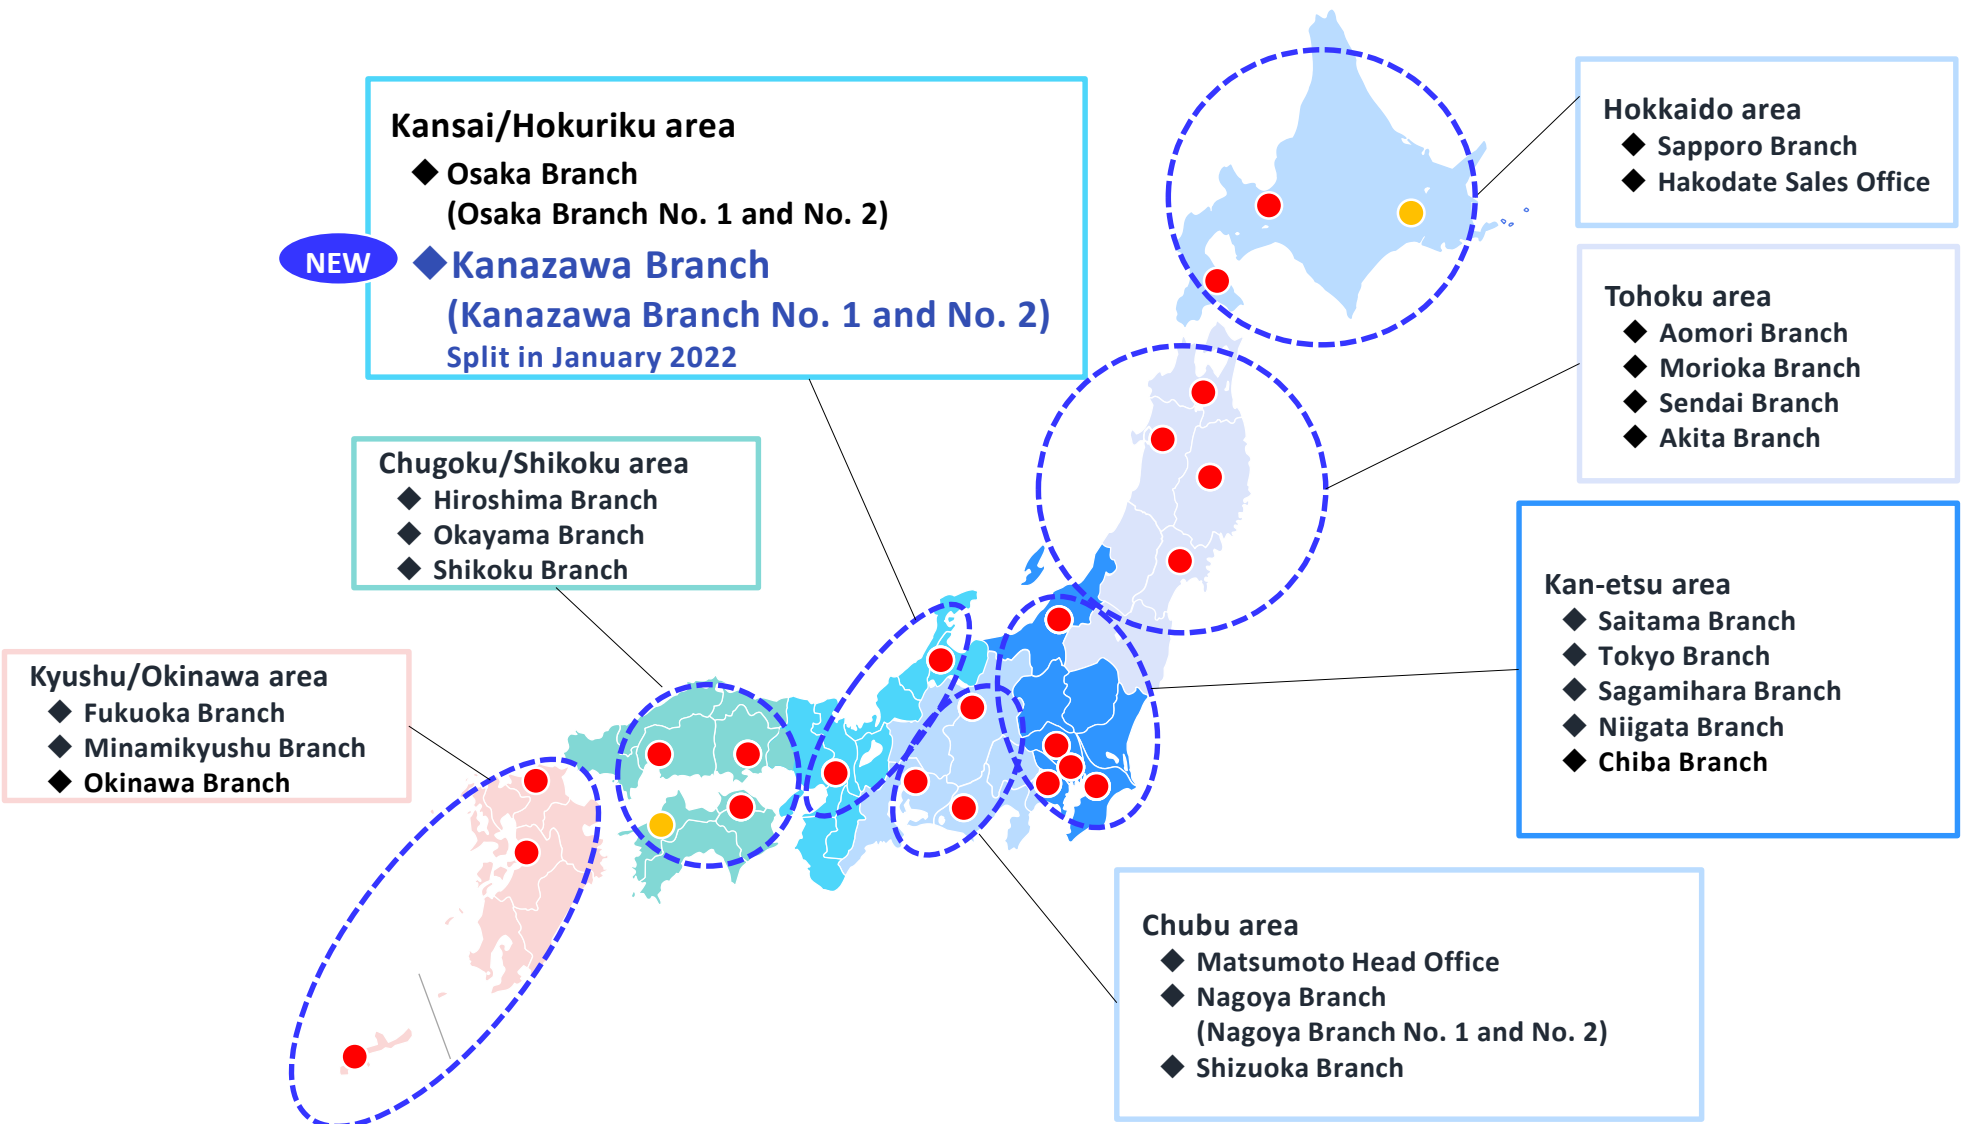 Kansai/Hokuriku area
◆ Osaka Branch
(Osaka Branch No. 1 and No. 2)
NEW
◆Kanazawa Branch
(Kanazawa Branch No. 1 and No. 2)
Split in January 2022
Hokkaido area
◆ Sapporo Branch
◆ Hakodate Sales Office
Tohoku area
◆ Aomori Branch
◆ Morioka Branch
◆ Sendai Branch
◆ Akita Branch
Chugoku/Shikoku area
◆ Hiroshima Branch
◆ Okayama Branch
◆ Shikoku Branch
Kan-etsu area
◆ Saitama Branch
◆ Tokyo Branch
◆ Sagamihara Branch
◆ Niigata Branch
◆ Chiba Branch
Kyushu/Okinawa area
◆ Fukuoka Branch
◆ Minamikyushu Branch
◆ Okinawa Branch
Chubu area
◆ Matsumoto Head Office
◆ Nagoya Branch
(Nagoya Branch No. 1 and No. 2)
◆ Shizuoka Branch